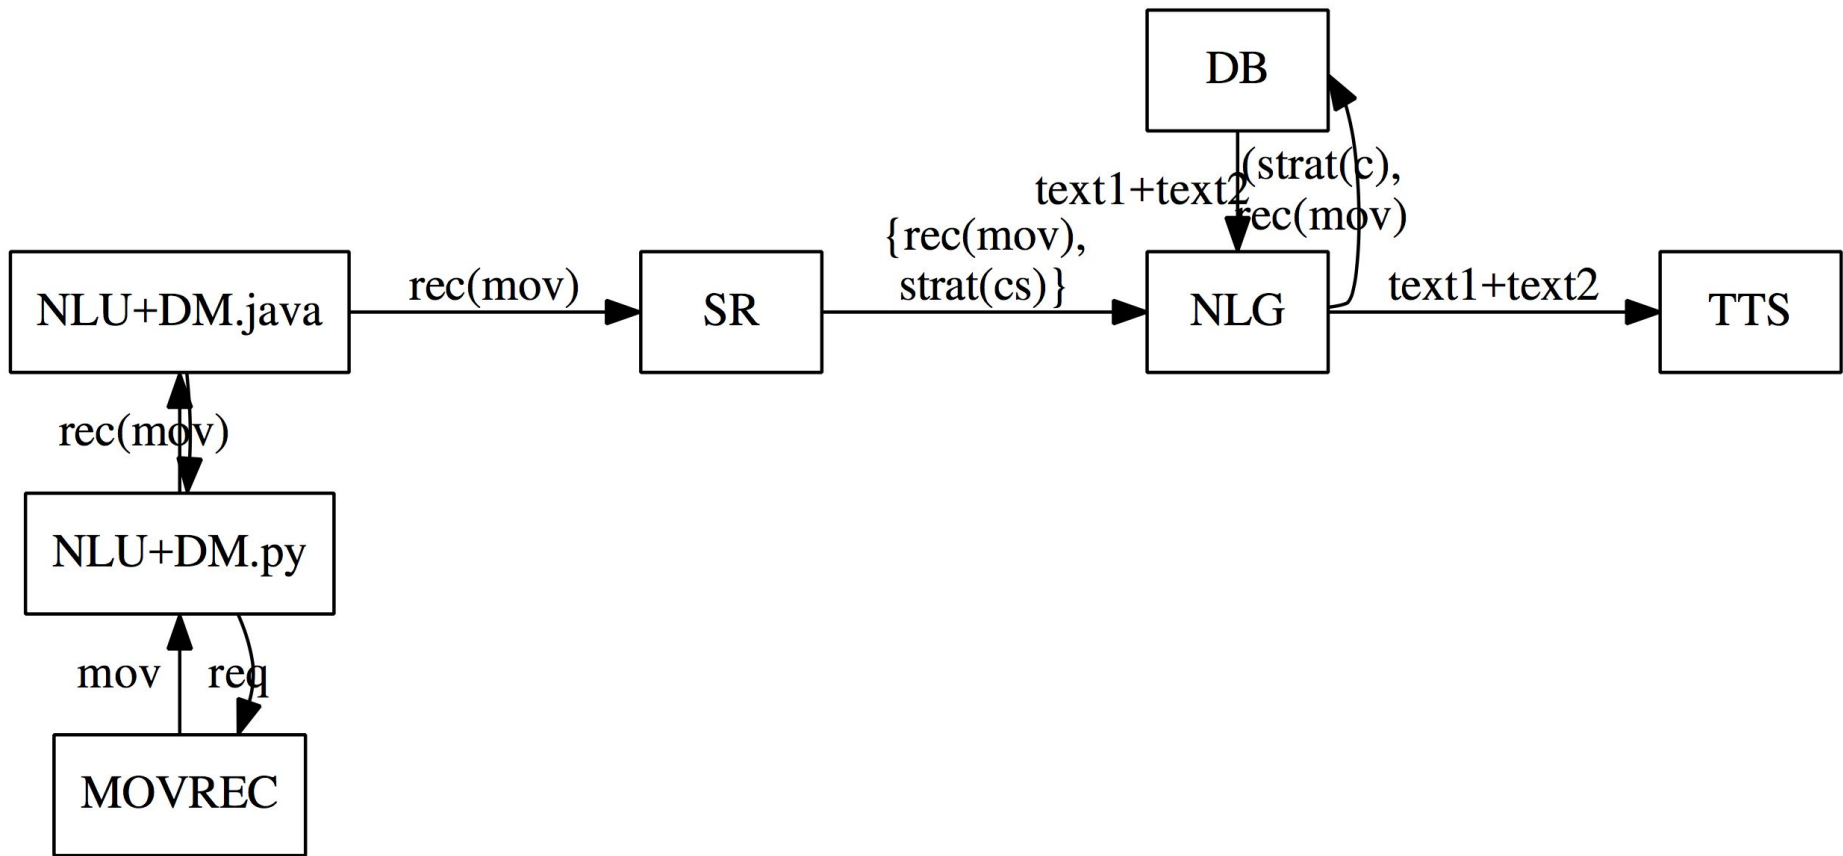 DB
text1+text2
(strat(c),
rec(mov)
{rec(mov),
strat(cs)}
NLU+DM.java
rec(mov)
SR
NLG
text1+text2
TTS
rec(mov)
NLU+DM.py
mov
req
MOVREC